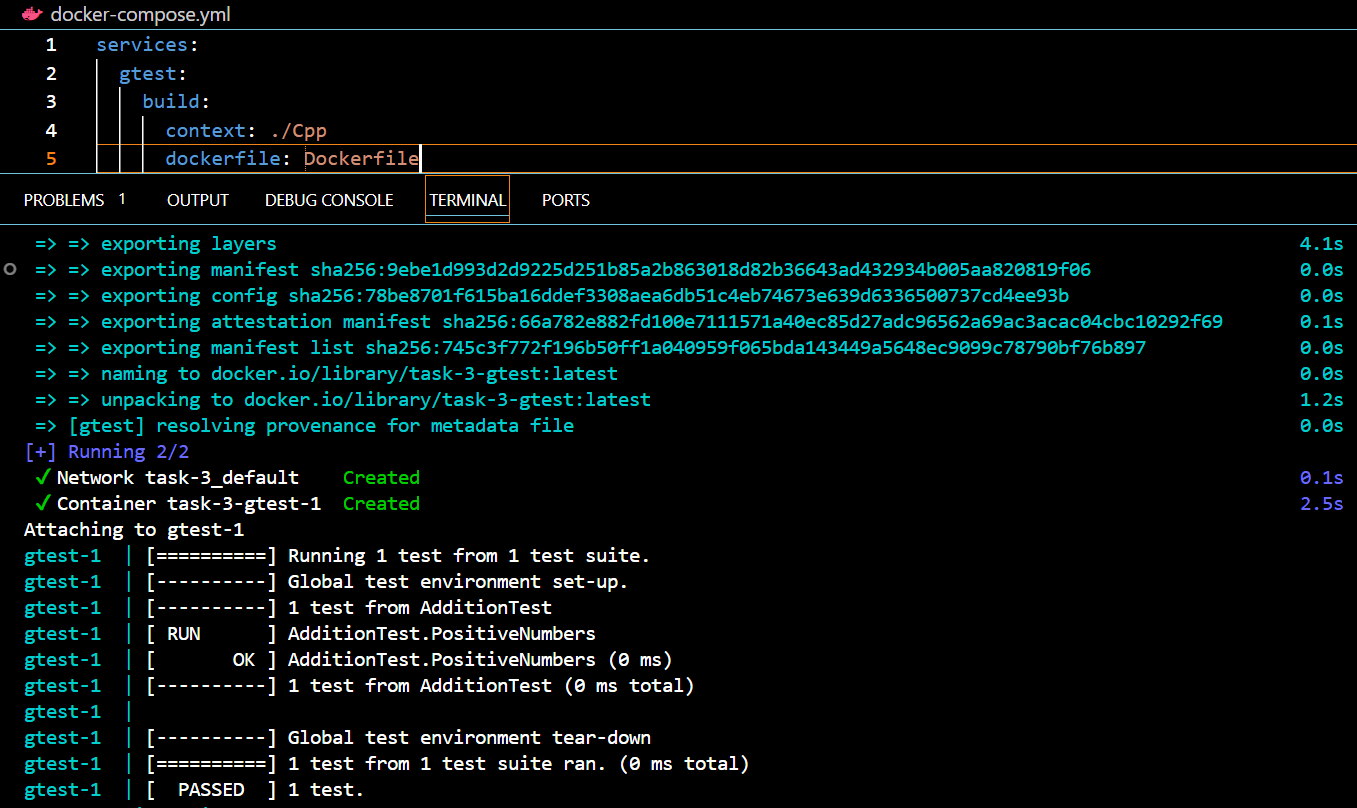 docker-compose.yml
1 services:
2 gtest:
3 build:
4 context: ./Cpp
5 dockerfile: Dockerfile
PROBLEMS 1 OUTPUT DEBUG CONSOLE TERMINAL PORTS
=> => exporting layers 4.1s
=> => exporting manifest sha256:9ebe1d993d2d9225d251b85a2b863018d82b36643ad432934b005aa820819f06 0.0s
=> => exporting config sha256:78be8701f615ba16ddef3308aea6db51c4eb74673e639d6336500737cd4ee93b 0.0s
=> => exporting attestation manifest sha256:66a782e882fd100e7111571a40ec85d27adc96562a69ac3acac04cbc10292f69 0.1s
=> => exporting manifest list sha256:745c3f772f196b50ff1a040959f065bda143449a5648ec9099c78790bf76b897 0.0s
=> => naming to docker.io/library/task-3-gtest:latest 0.0s
=> => unpacking to docker.io/library/task-3-gtest:latest 1.2s
=> [gtest] resolving provenance for metadata file 0.0s
[+] Running 2/2
✓ Network task-3_default Created 0.1s
✓ Container task-3-gtest-1 Created 2.5s
Attaching to gtest-1
gtest-1 | [==========] Running 1 test from 1 test suite.
gtest-1 | [----------] Global test environment set-up.
gtest-1 | [----------] 1 test from AdditionTest
gtest-1 | [ RUN      ] AdditionTest.PositiveNumbers
gtest-1 | [       OK ] AdditionTest.PositiveNumbers (0 ms)
gtest-1 | [----------] 1 test from AdditionTest (0 ms total)
gtest-1 |
gtest-1 | [----------] Global test environment tear-down
gtest-1 | [==========] 1 test from 1 test suite ran. (0 ms total)
gtest-1 | [  PASSED  ] 1 test.